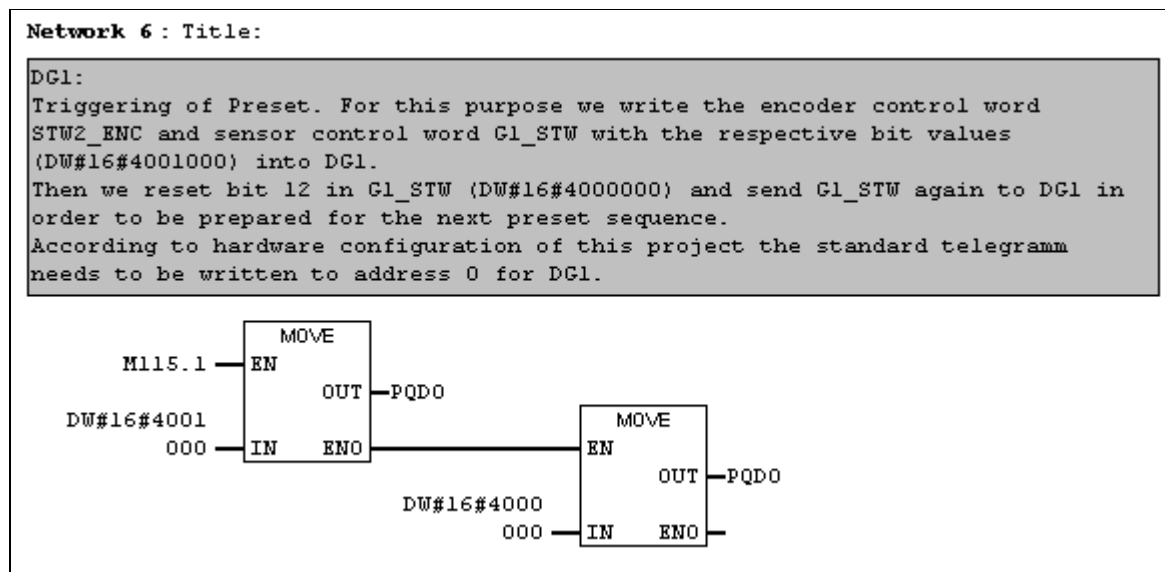 Network 6 : Title:
DG1:
Triggering of Preset. For this purpose we write the encoder control word
STW2_ENC and sensor control word G1_STW with the respective bit values
(DW#16#4001000) into DG1.
Then we reset bit 12 in G1_STW (DW#16#4000000) and send G1_STW again to DG1 in
order to be prepared for the next preset sequence.
According to hardware configuration of this project the standard telegramm
needs to be written to address 0 for DG1.
MOVE
M115.1 EN
OUT PQD0
DW#16#4001
000 IN ENO
MOVE
EN
OUT PQD0
DW#16#4000
000 IN ENO